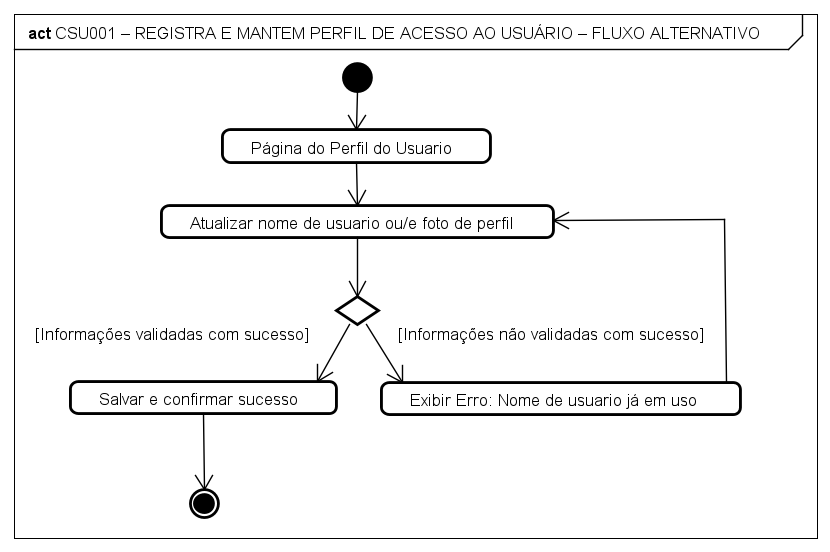 act CSU001 – REGISTRA E MANTEM PERFIL DE ACESSO AO USUÁRIO – FLUXO ALTERNATIVO
Página do Perfil do Usuario
Atualizar nome de usuario ou/e foto de perfil
[Informações validadas com sucesso]
[Informações não validadas com sucesso]
Salvar e confirmar sucesso
Exibir Erro: Nome de usuario já em uso